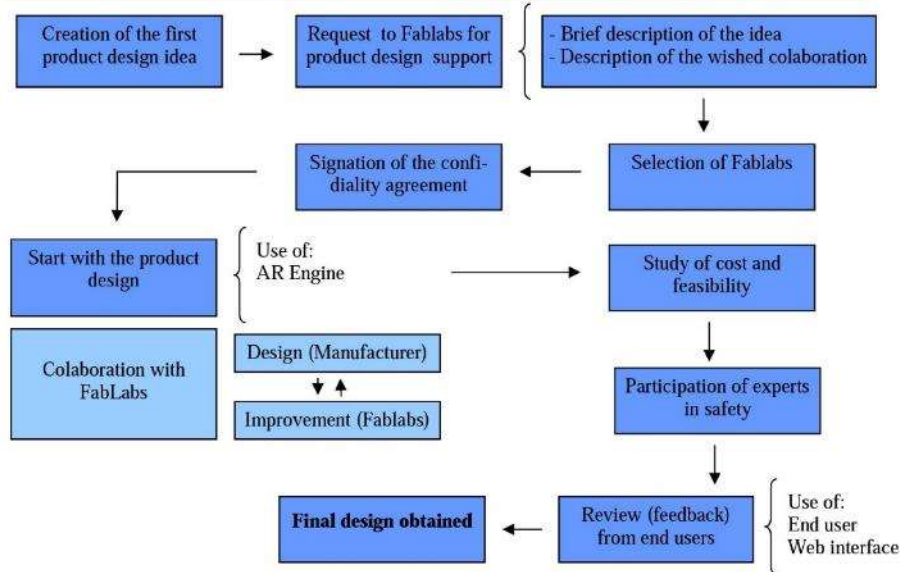 Creation of the first
product design idea
Request to Fablabs for
product design support
- Brief description of the idea
- Description of the wished colaboration
Selection of Fablabs
Signation of the confi-
diality agreement
Start with the product
design
Use of:
AR Engine
Study of cost and
feasibility
Colaboration with
FabLabs
Design (Manufacturer)
Improvement (Fablabs)
Participation of experts
in safety
Review (feedback)
from end users
Use of:
End user
Web interface
Final design obtained